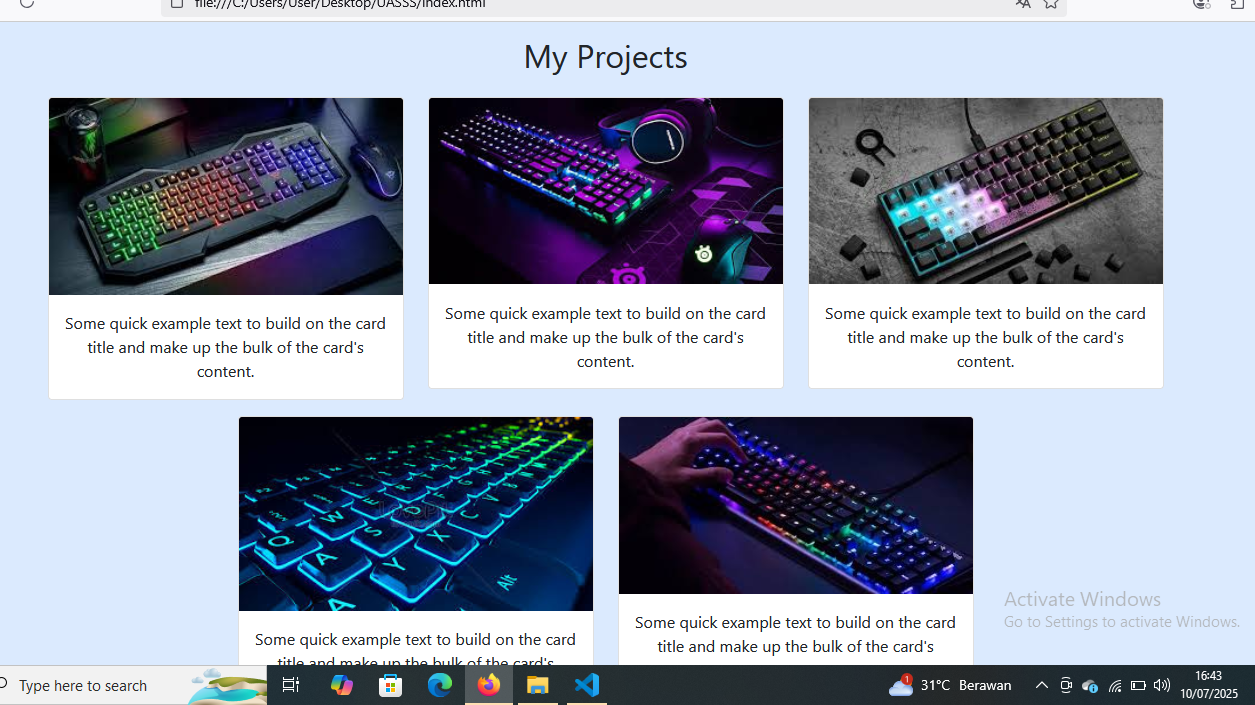 file:///C:/Users/User/Desktop/UASSS/index.html
My Projects
Some quick example text to build on the card
title and make up the bulk of the card's
content.
Some quick example text to build on the card
title and make up the bulk of the card's
content.
Some quick example text to build on the card
title and make up the bulk of the card's
content.
Q
W
E
A
S
Y
X
C
V
Alt
Some quick example text to build on the card
title and make up the bulk of the card's
Some quick example text to build on the card
title and make up the bulk of the card's
Activate Windows
Go to Settings to activate Windows.
Type here to search
1
31°C Berawan
16:43
10/07/2025